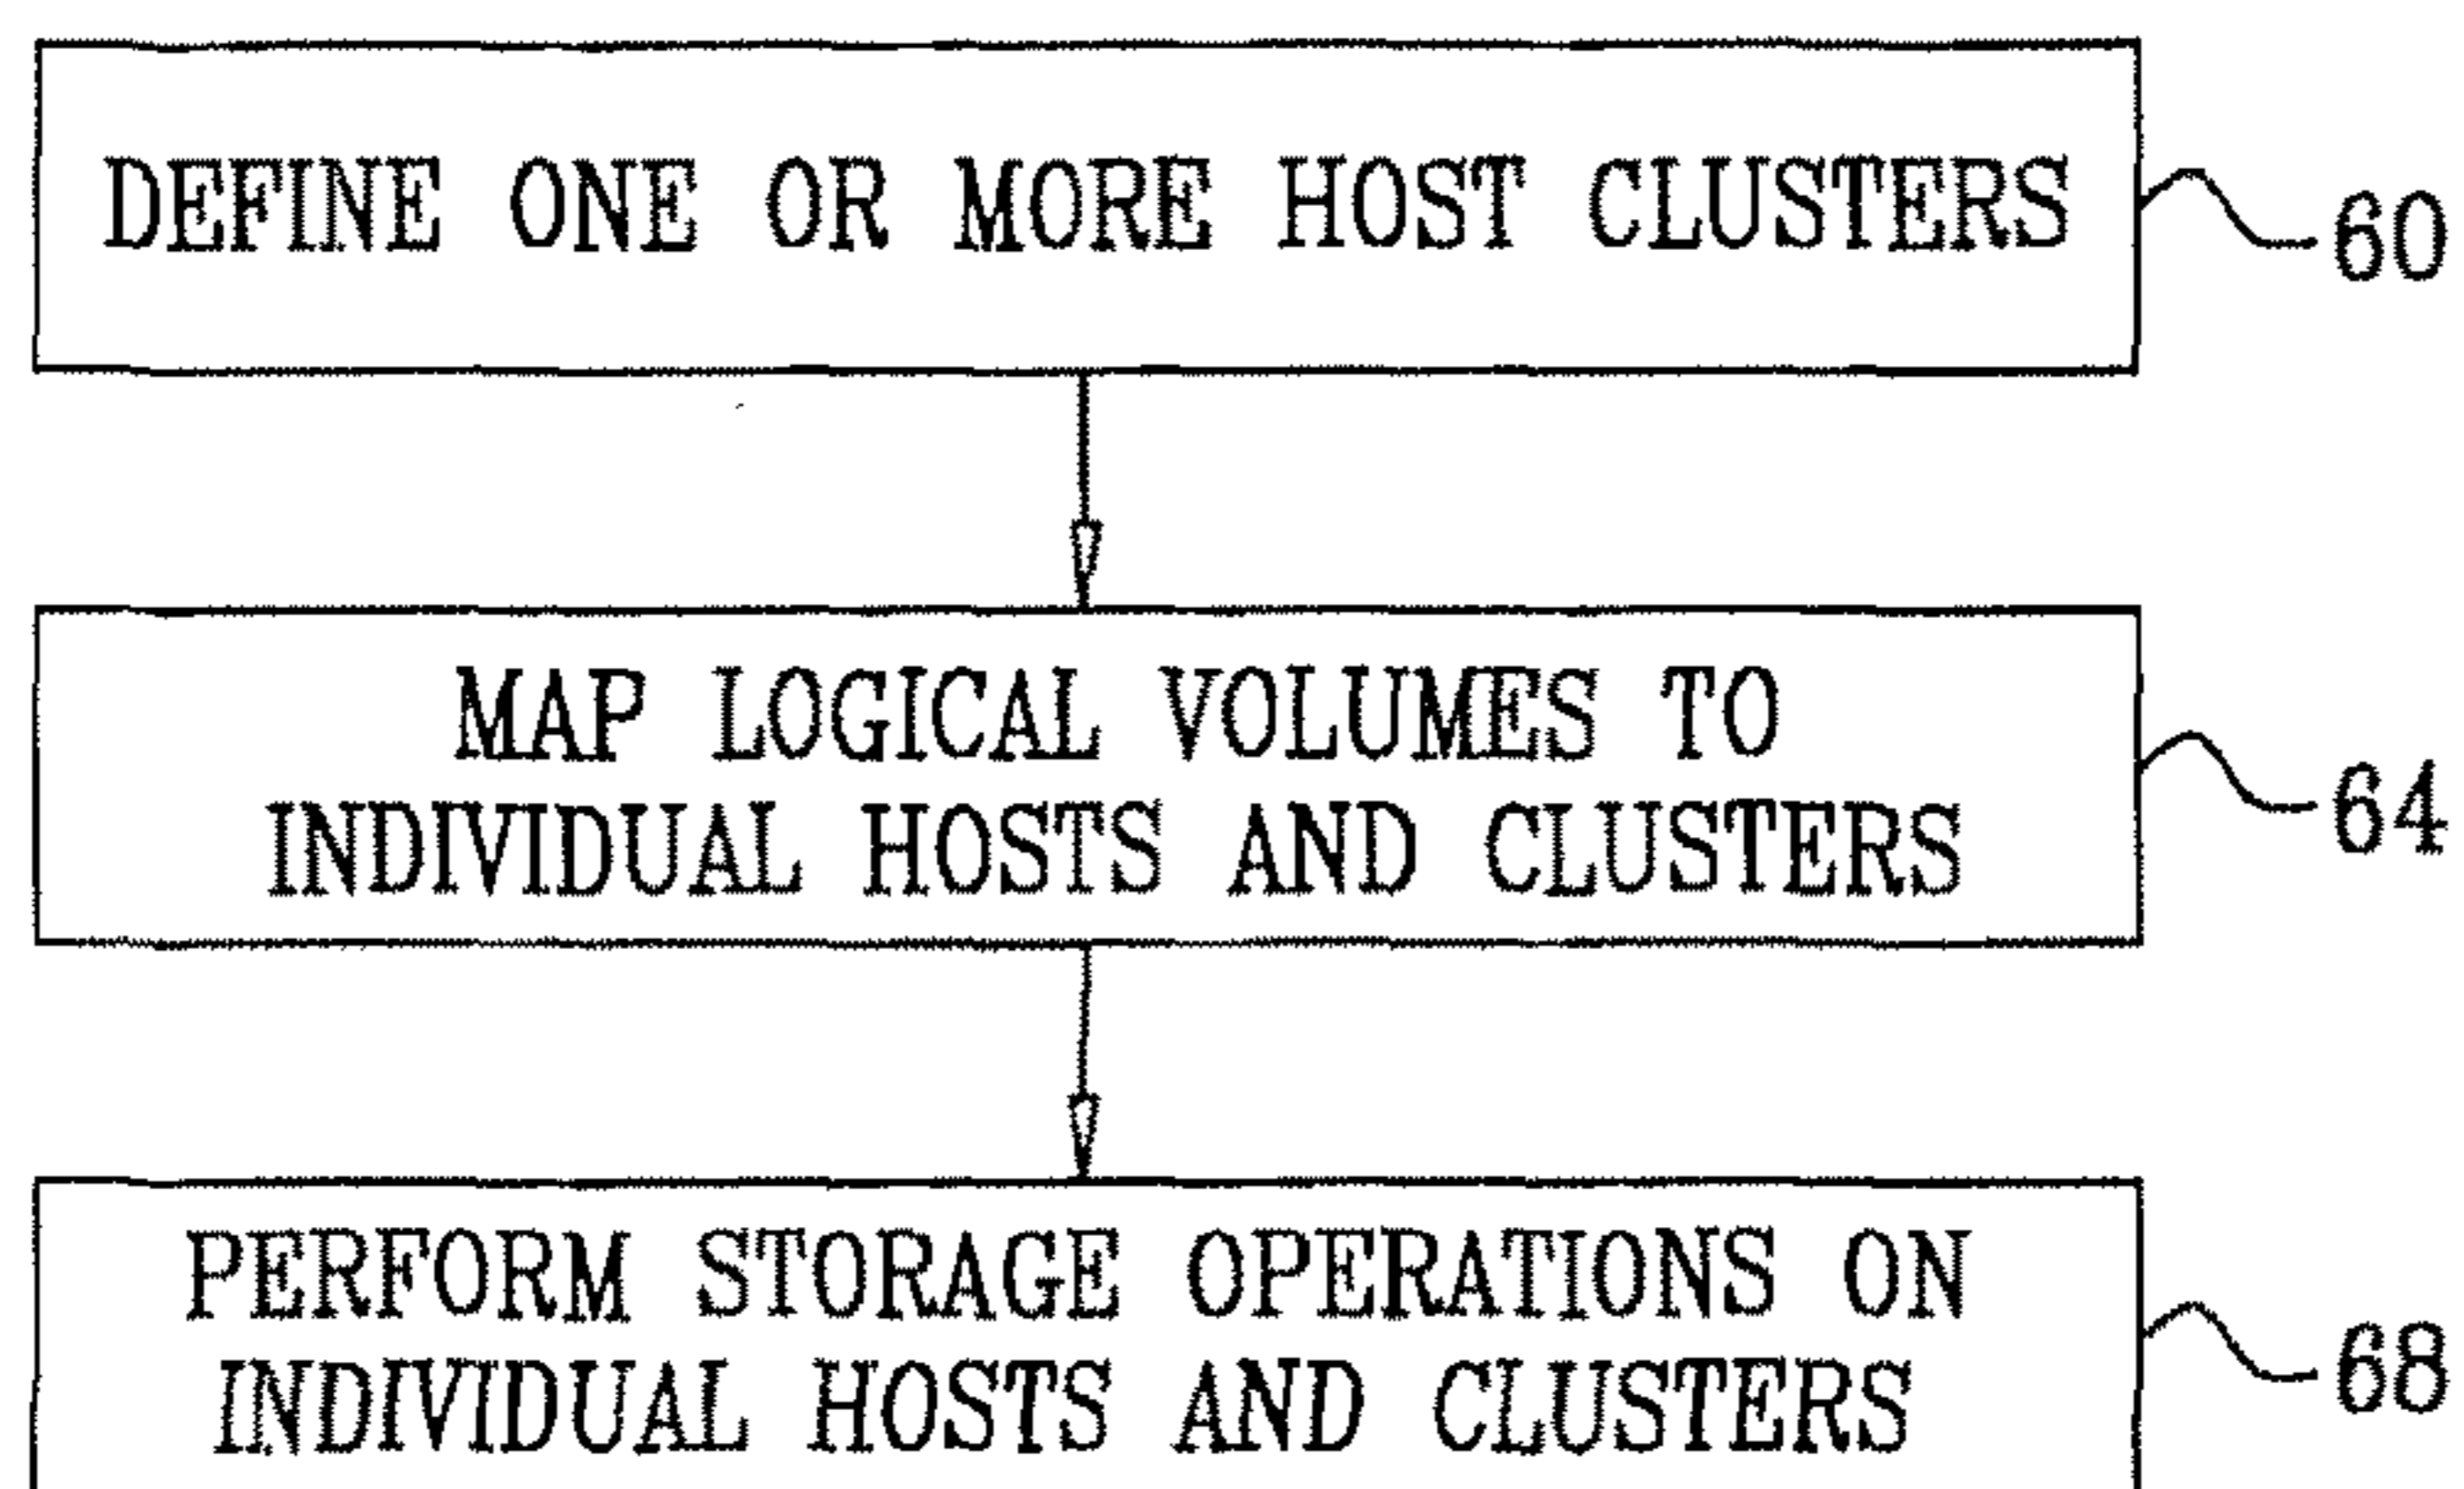 DEFINE ONE OR MORE HOST CLUSTERS
60
MAP LOGICAL VOLUMES TO
INDIVIDUAL HOSTS AND CLUSTERS
64
PERFORM STORAGE OPERATIONS ON
INDIVIDUAL HOSTS AND CLUSTERS
68